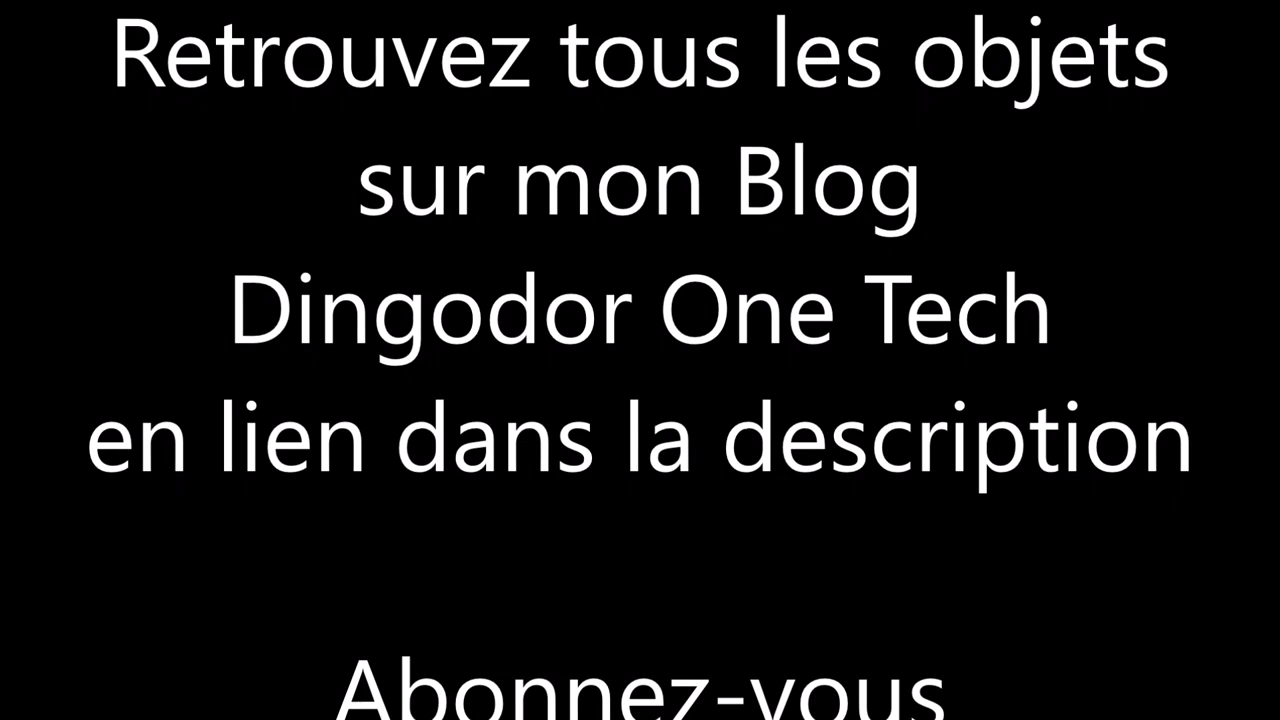 Retrouvez tous les objets
sur mon Blog
Dingodor One Tech
en lien dans la description
Abonnez-vous